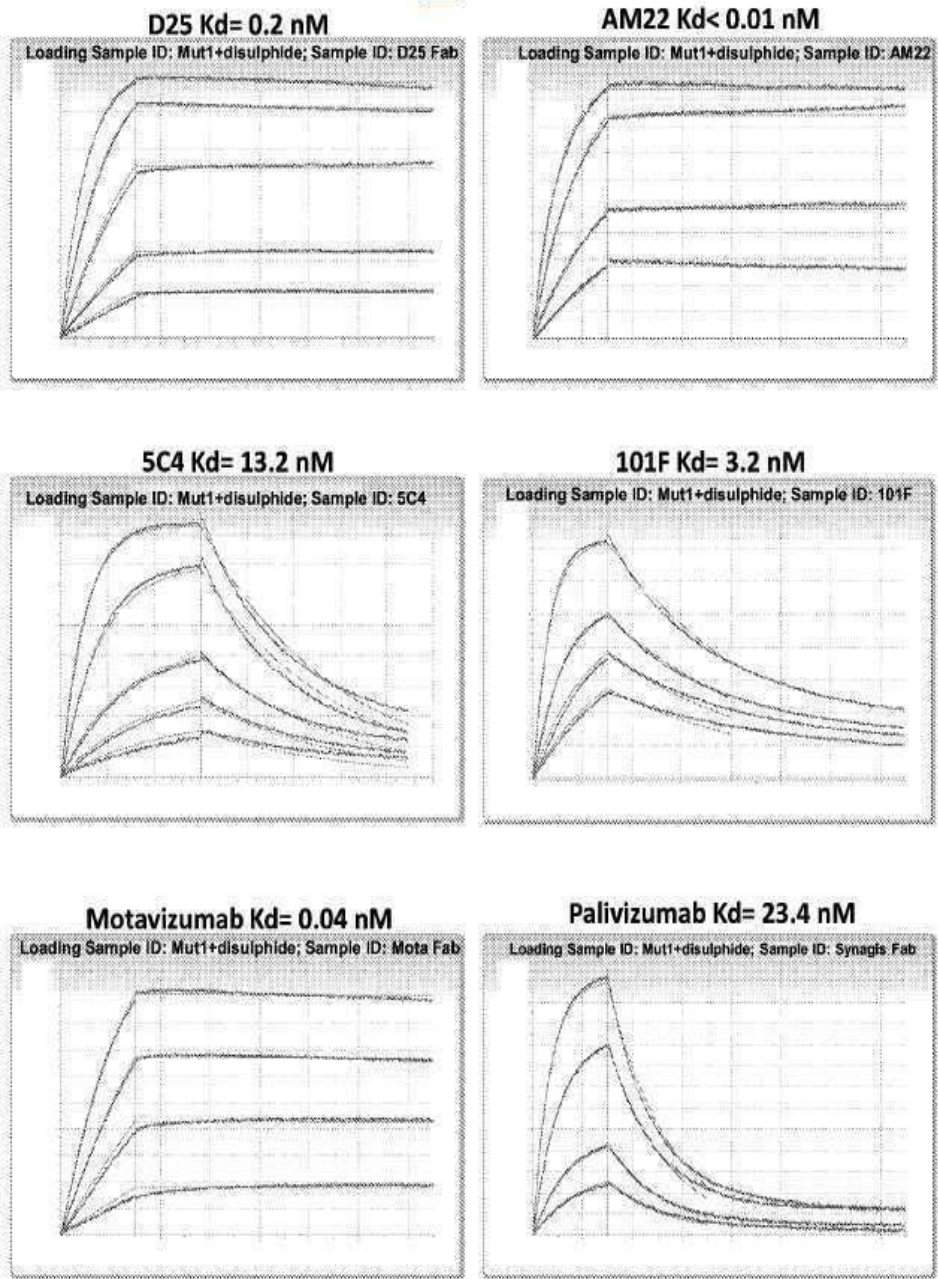 D25 Kd= 0.2 nM
Loading Sample ID: Mut1+disulphide; Sample ID: D25 Fab
AM22 Kd< 0.01 nM
Loading Sample ID: Mut1+disulphide; Sample ID: AM22
5C4 Kd= 13.2 nM
Loading Sample ID: Mut1+disulphide; Sample ID: 5C4
101F Kd= 3.2 nM
Loading Sample ID: Mut1+disulphide; Sample ID: 101F
Motavizumab Kd= 0.04 nM
Loading Sample ID: Mut1+disulphide; Sample ID: Mota Fab
Palivizumab Kd= 23.4 nM
Loading Sample ID: Mut1+disulphide; Sample ID: Synagis Fab